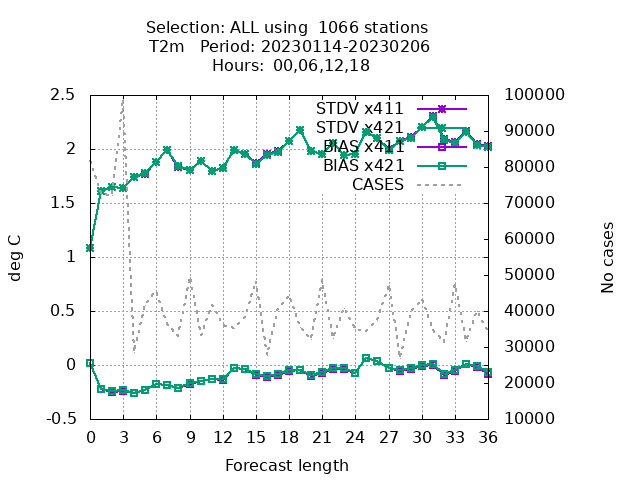 Selection: ALL using  1066 stations
T2m   Period: 20230114-20230206
Hours:  00,06,12,18
STDV x411
STDV x421
BIAS x411
BIAS x421
CASES
2.5
2
1.5
1
0.5
0
-0.5
100000
90000
80000
70000
60000
50000
40000
30000
20000
10000
deg C
No cases
0 3 6 9 12 15 18 21 24 27 30 33 36
Forecast length